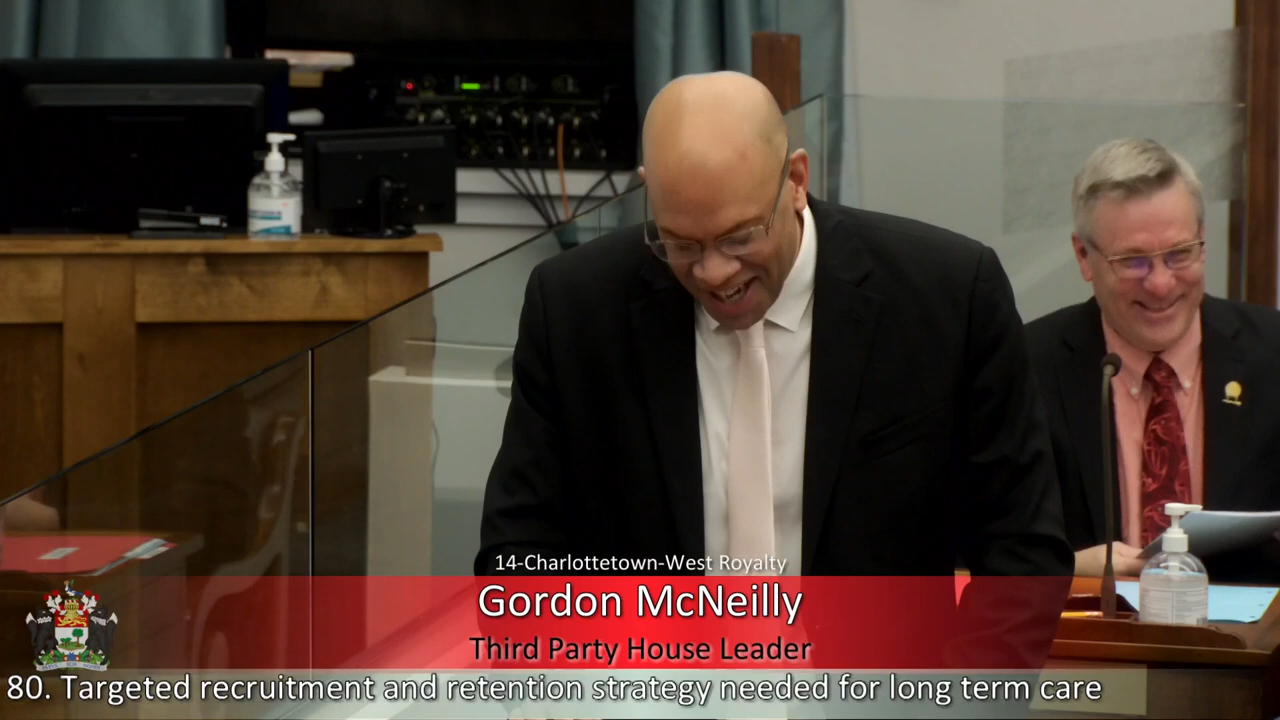 14-Charlottetown-West Royalty
Gordon McNeilly
Third Party House Leader
80. Targeted recruitment and retention strategy needed for long term care